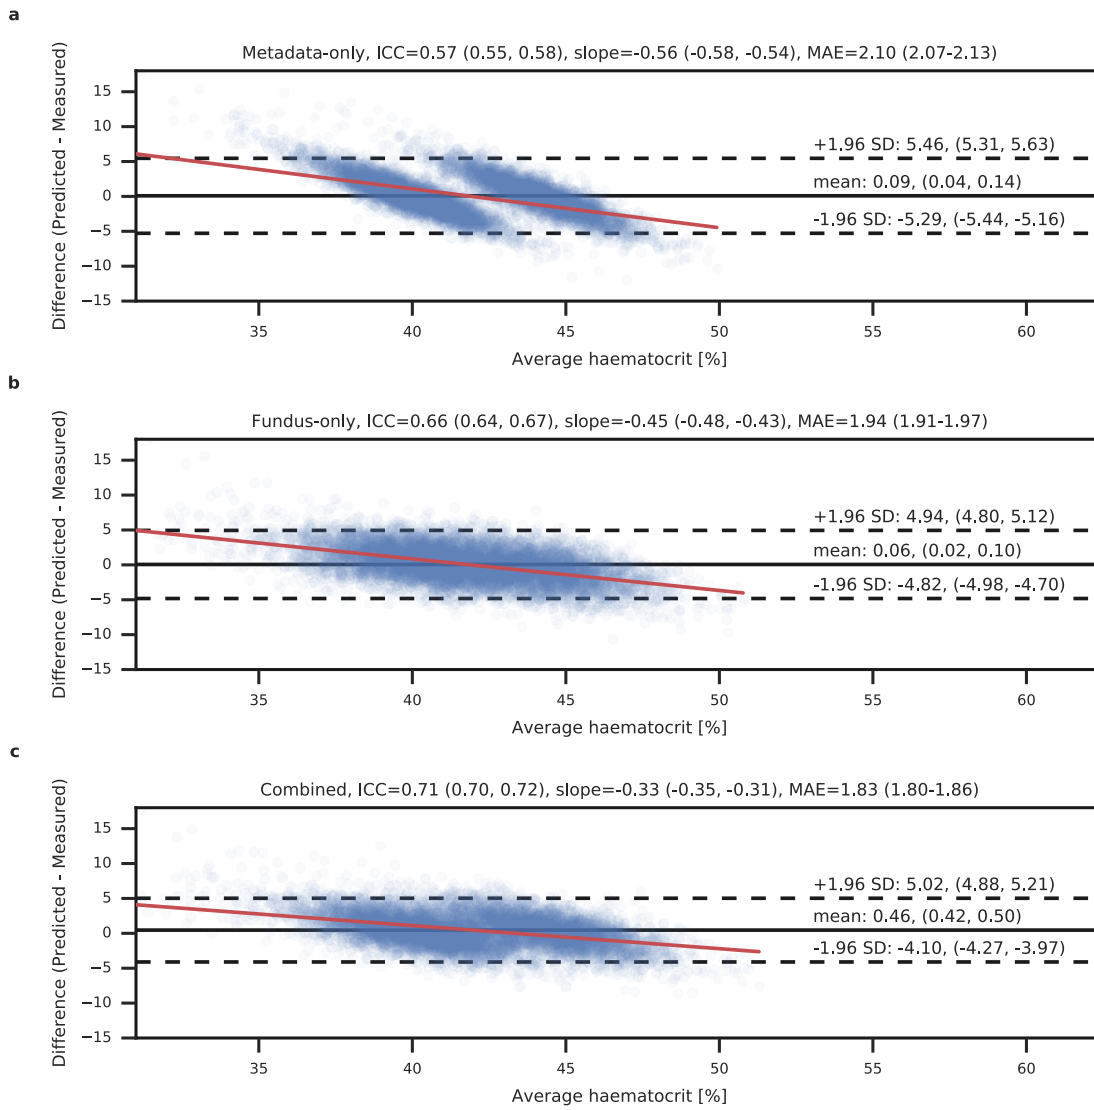 a
Metadata-only, ICC=0.57 (0.55, 0.58), slope=-0.56 (-0.58, -0.54), MAE=2.10 (2.07-2.13)
Difference (Predicted - Measured)
15
10
5
0
−5
−10
−15
+1.96 SD: 5.46, (5.31, 5.63)
mean: 0.09, (0.04, 0.14)
-1.96 SD: -5.29, (-5.44, -5.16)
35 40 45 50 55 60
Average haematocrit [%]
b
Fundus-only, ICC=0.66 (0.64, 0.67), slope=-0.45 (-0.48, -0.43), MAE=1.94 (1.91-1.97)
Difference (Predicted - Measured)
15
10
5
0
−5
−10
−15
+1.96 SD: 4.94, (4.80, 5.12)
mean: 0.06, (0.02, 0.10)
-1.96 SD: -4.82, (-4.98, -4.70)
35 40 45 50 55 60
Average haematocrit [%]
c
Combined, ICC=0.71 (0.70, 0.72), slope=-0.33 (-0.35, -0.31), MAE=1.83 (1.80-1.86)
Difference (Predicted - Measured)
15
10
5
0
−5
−10
−15
+1.96 SD: 5.02, (4.88, 5.21)
mean: 0.46, (0.42, 0.50)
-1.96 SD: -4.10, (-4.27, -3.97)
35 40 45 50 55 60
Average haematocrit [%]